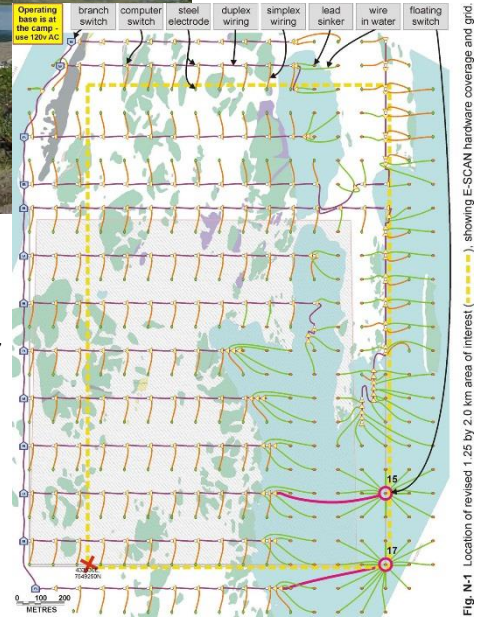 Operating
base is at
the camp -
use 120v AC
branch
switch
computer
switch
steel
electrode
duplex
wiring
simplex
wiring
lead
sinker
wire
in water
floating
switch
15
17
7649280N
0 100 200
METRES
Fig. N-1 Location of revised 1.25 by 2.0 km area of interest ( ), showing E-SCAN hardware coverage and grid.